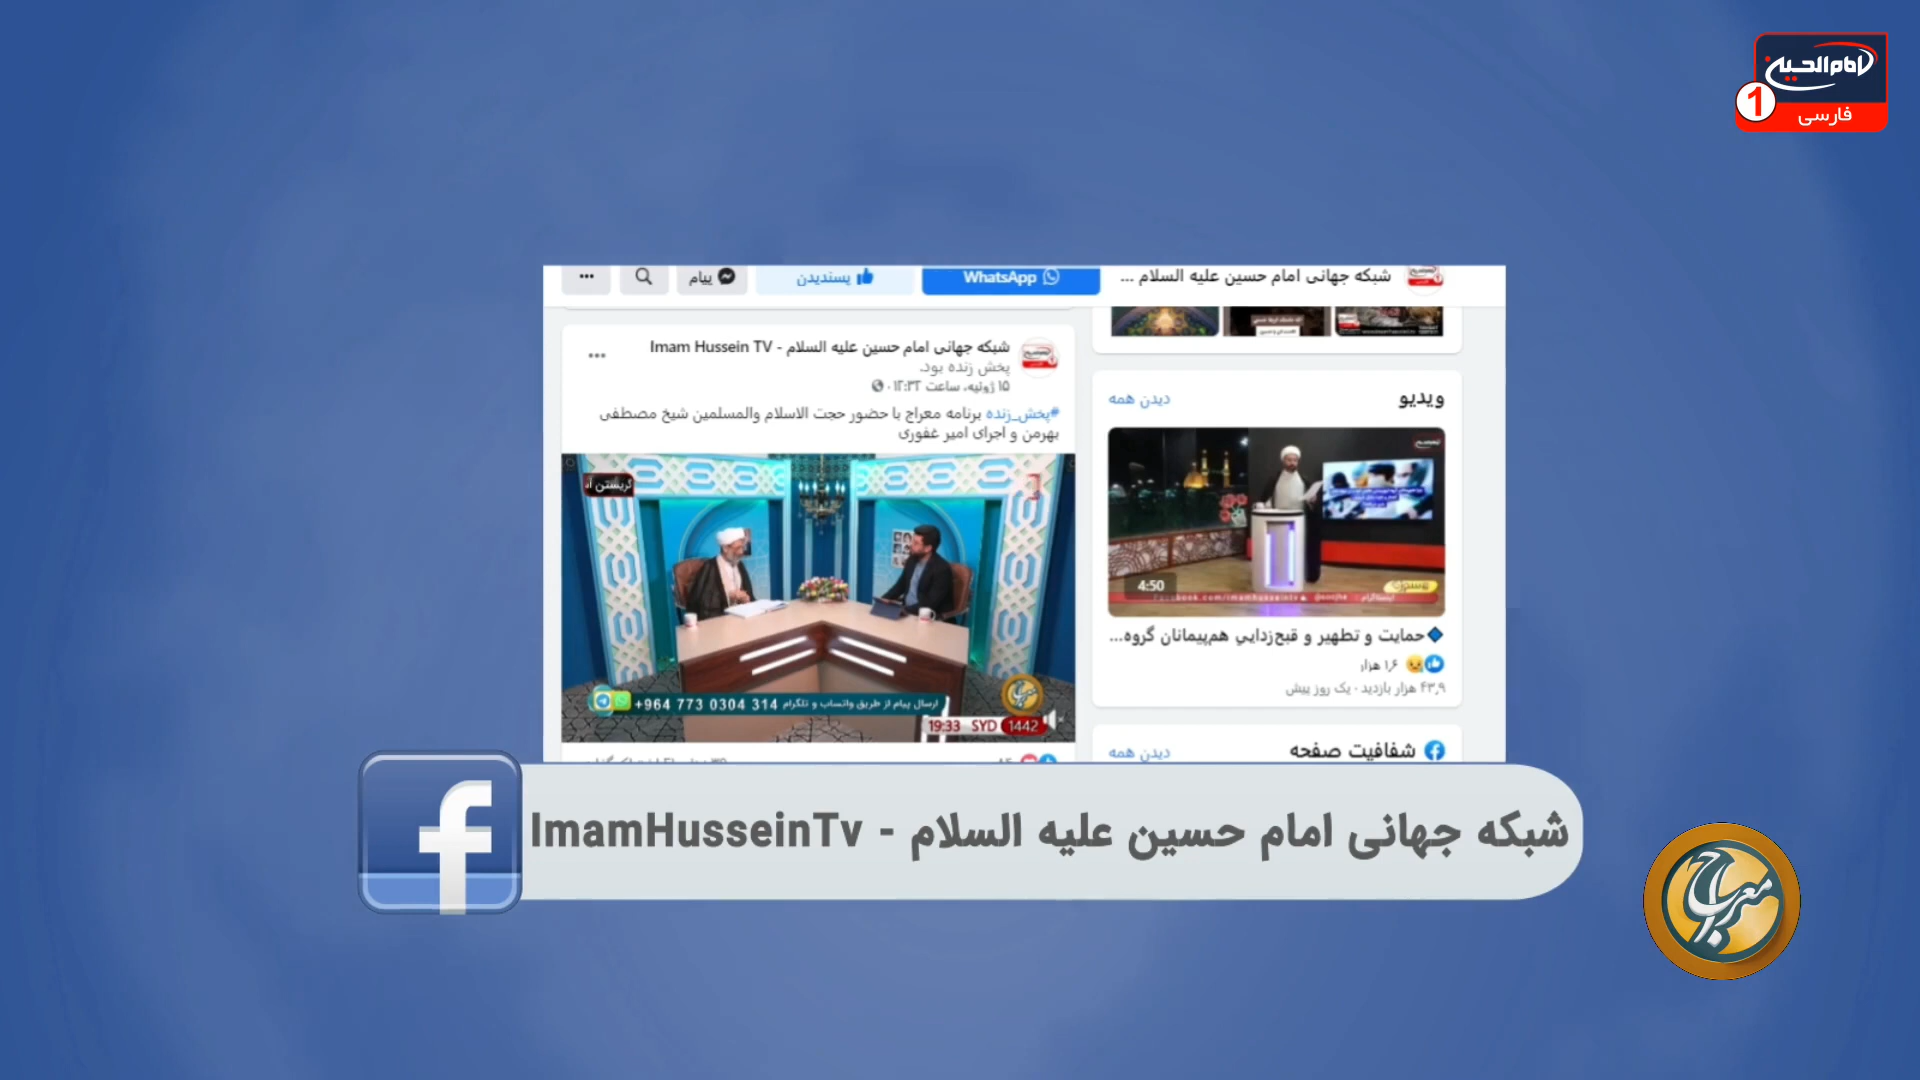 امام الحسین
1
فارسی
شبکه جهانی امام حسین علیه السلام ...
WhatsApp
پسندیدن
پیام
شبکه جهانی امام حسین علیه السلام - Imam Hussein TV
پخش زنده بود.
۱۵ ژوئیه، ساعت ۱۲:۳۲
#پخش_زنده برنامه معراج با حضور حجت الاسلام والمسلمین شیخ مصطفی
بهرمن و اجرای امیر غفوری
گریستن آ
ارسال پیام از طریق واتساپ و تلگرام +964 773 0304 314
19:33 SYD 1442
ویدیو
دیدن همه
4:50
حمایت و تطهیر و قبح‌زدایی هم‌پیمانان گروه...
۱٫۶ هزار
۴۳٫۹ هزار بازدید · یک روز پیش
شفافیت صفحه
دیدن همه
شبکه جهانی امام حسین علیه السلام - ImamHusseinTv
معراج